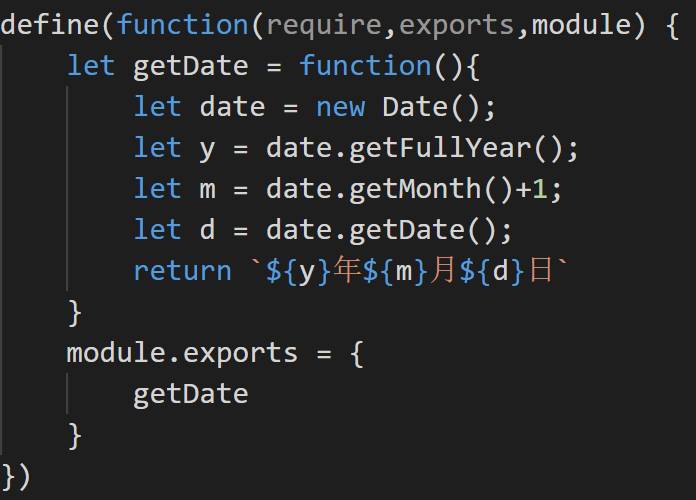 define(function(require,exports,module) {
    let getDate = function(){
        let date = new Date();
        let y = date.getFullYear();
        let m = date.getMonth()+1;
        let d = date.getDate();
        return `${y}年${m}月${d}日`
    }
    module.exports = {
        getDate
    }
})